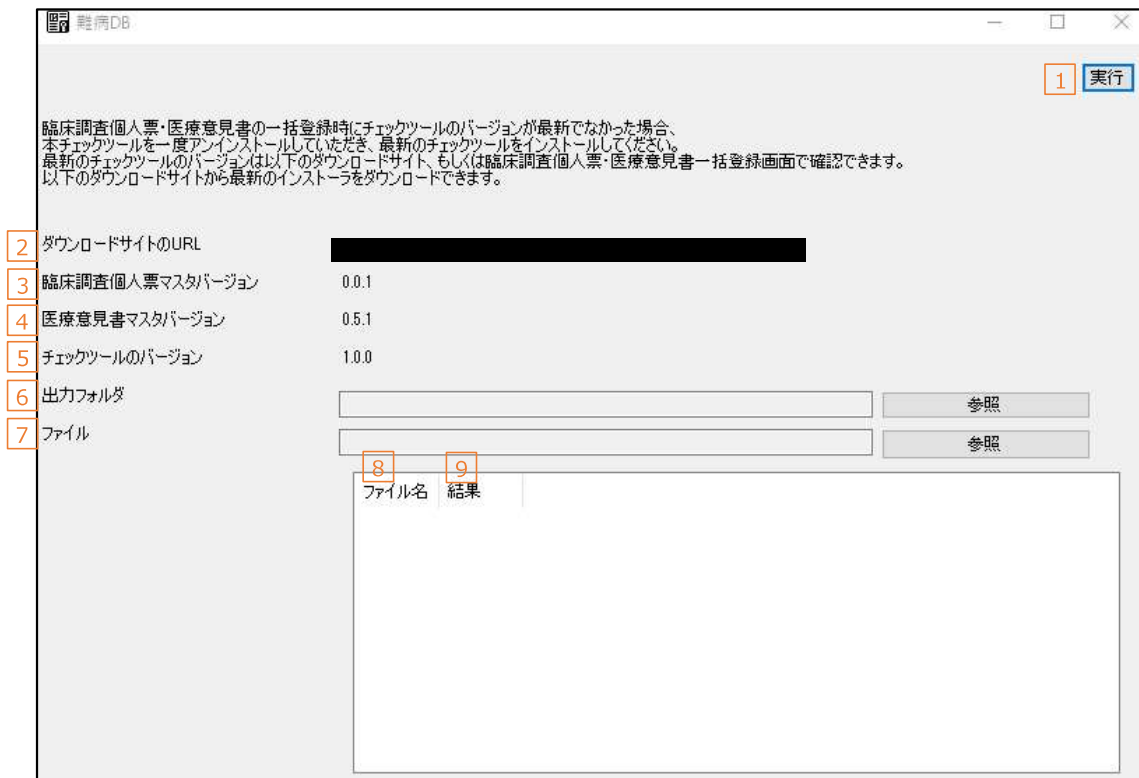 難病DB
1 実行
臨床調査個人票・医療意見書の一括登録時にチェックツールのバージョンが最新でなかった場合、
本チェックツールを一度アンインストールしていただき、最新のチェックツールをインストールしてください。
最新のチェックツールのバージョンは以下のダウンロードサイト、もしくは臨床調査個人票・医療意見書一括登録画面で確認できます。
以下のダウンロードサイトから最新のインストーラをダウンロードできます。
2 ダウンロードサイトのURL
3 臨床調査個人票マスタバージョン 0.0.1
4 医療意見書マスタバージョン 0.5.1
5 チェックツールのバージョン 1.0.0
6 出力フォルダ 参照
7 ファイル 参照
8 9
ファイル名 結果